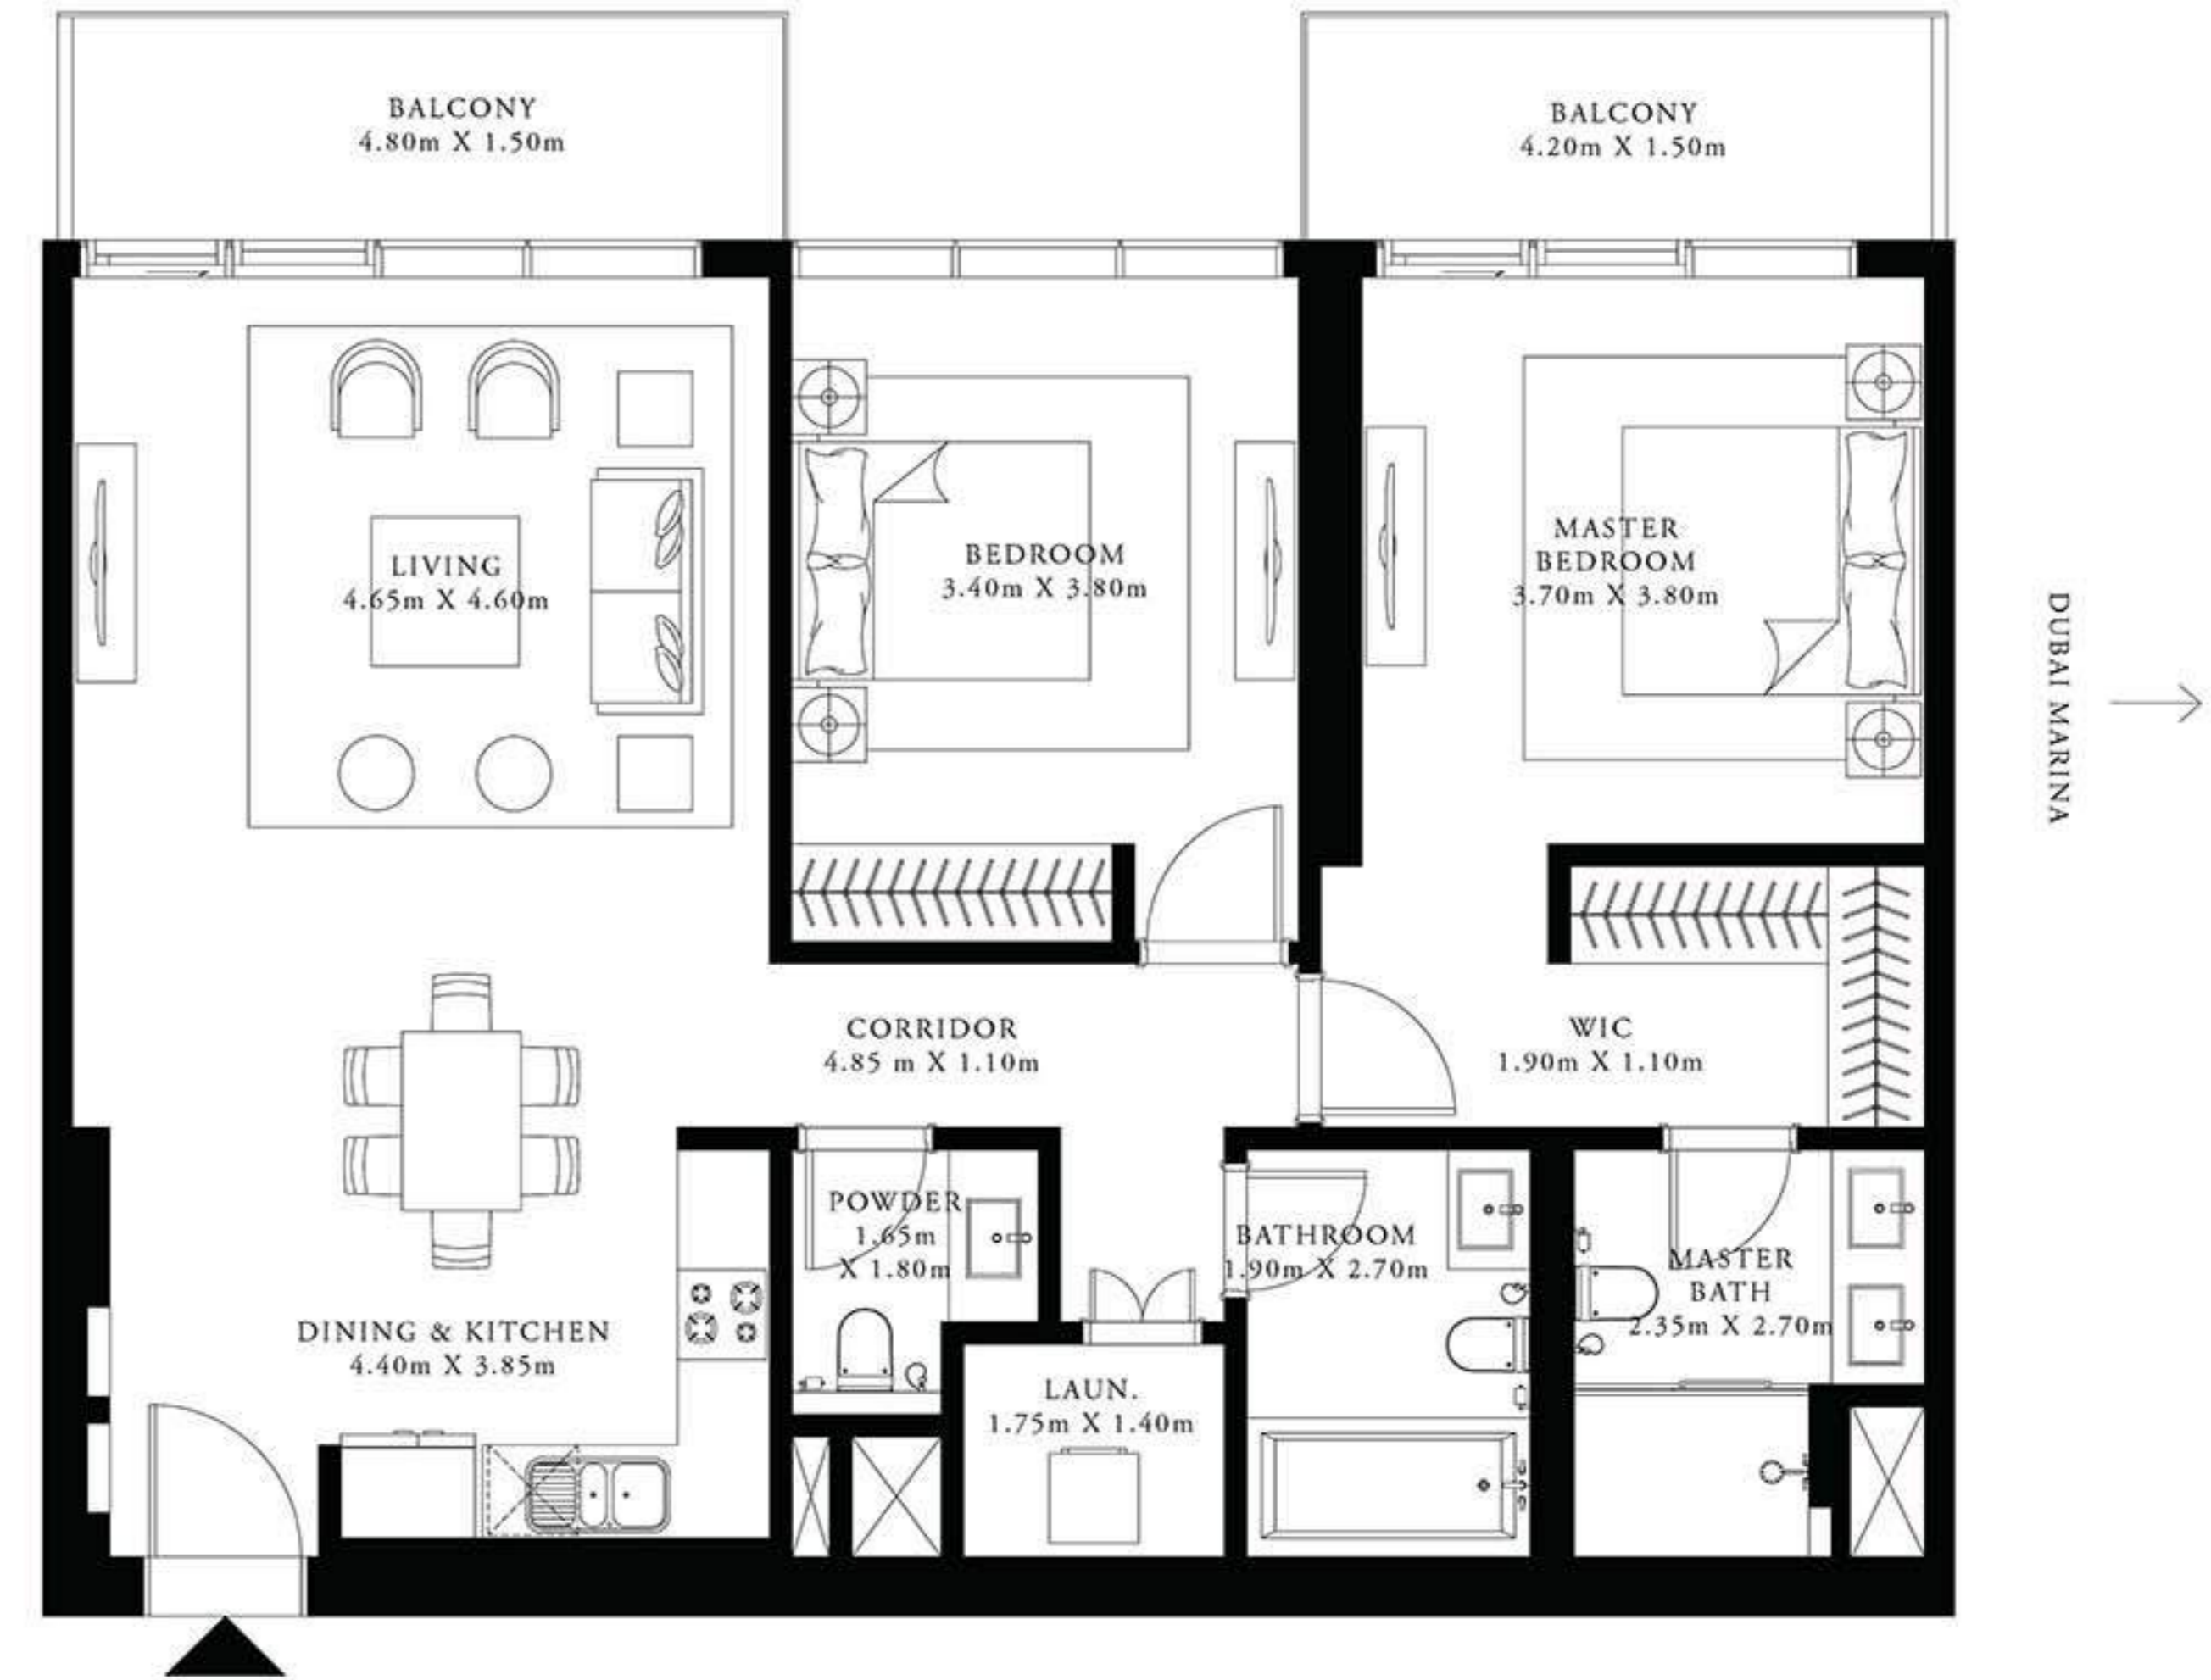 BALCONY
4.80m X 1.50m
BALCONY
4.20m X 1.50m
LIVING
4.65m X 4.60m
BEDROOM
3.40m X 3.80m
MASTER
BEDROOM
3.70m X 3.80m
DUBAI MARINA
CORRIDOR
4.85 m X 1.10m
WIC
1.90m X 1.10m
POWDER
1.65m
X 1.80m
BATHROOM
1.90m X 2.70m
MASTER
BATH
2.35m X 2.70m
DINING & KITCHEN
4.40m X 3.85m
LAUN.
1.75m X 1.40m